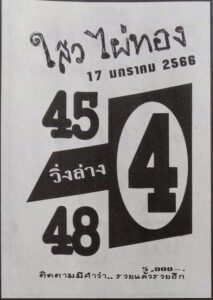 ใสว ไผ่ทอง
17 มกราคม 2566
45
วิ่งล่าง 4
48
5,000-.
ติดตามมีคำว่า.. รวยแล้วรวยอีก